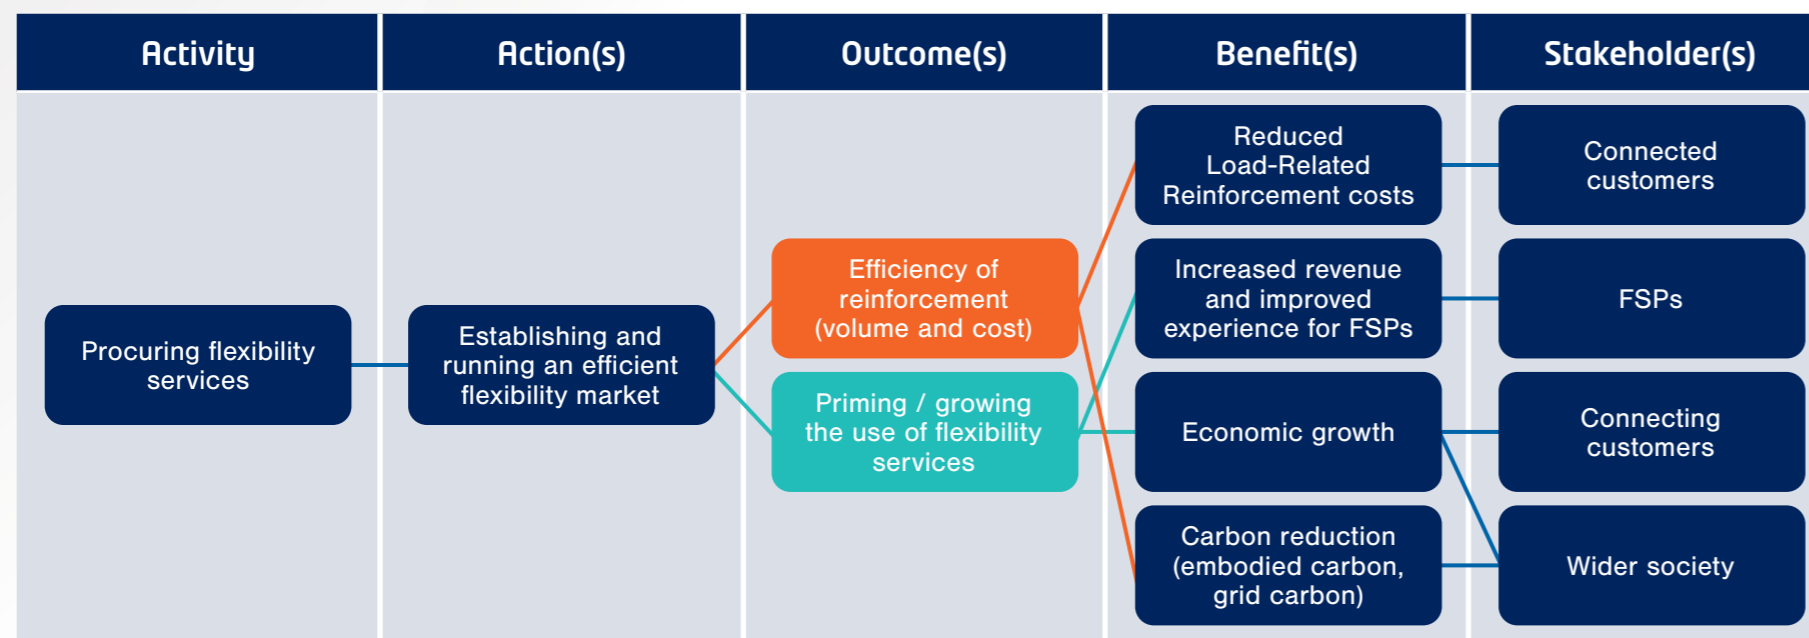 Activity
Action(s)
Outcome(s)
Benefit(s)
Stakeholder(s)
Procuring flexibility
services
Establishing and
running an efficient
flexibility market
Efficiency of
reinforcement
(volume and cost)
Priming / growing
the use of flexibility
services
Reduced
Load-Related
Reinforcement costs
Increased revenue
and improved
experience for FSPs
Economic growth
Carbon reduction
(embodied carbon,
grid carbon)
Connected
customers
FSPs
Connecting
customers
Wider society